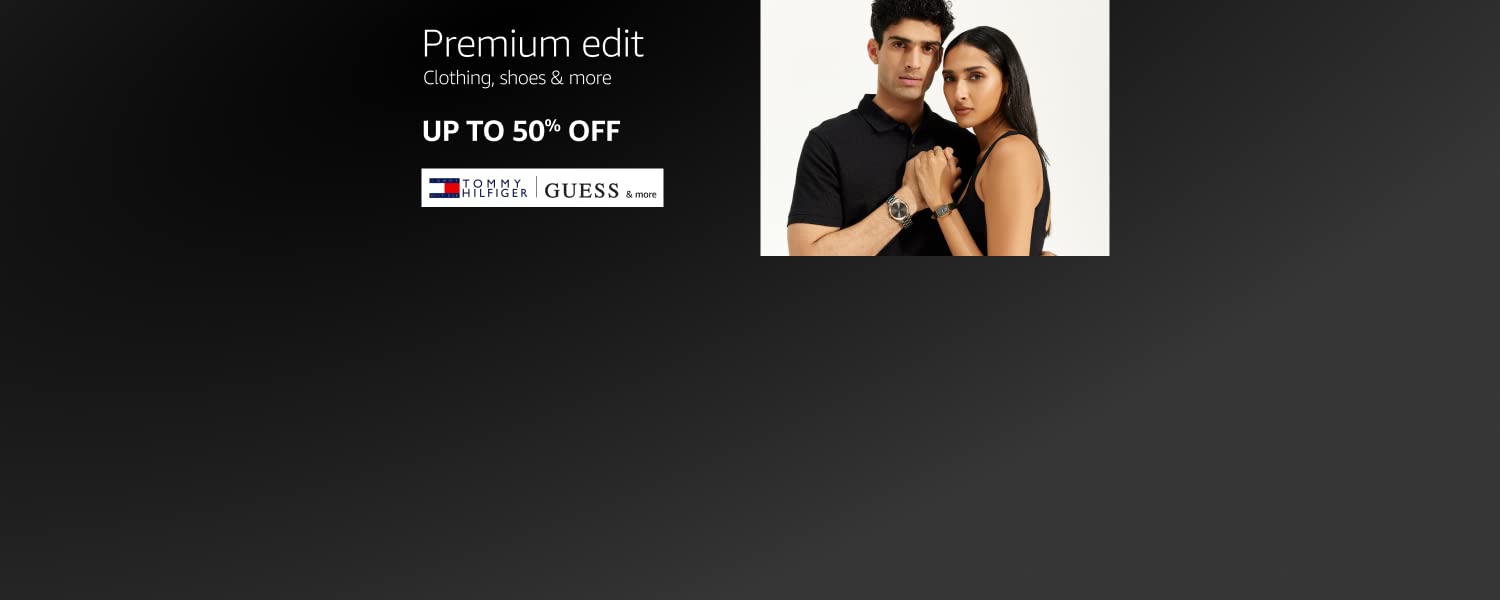 Premium edit
Clothing, shoes & more
UP TO 50% OFF
TOMMY HILFIGER | GUESS & more